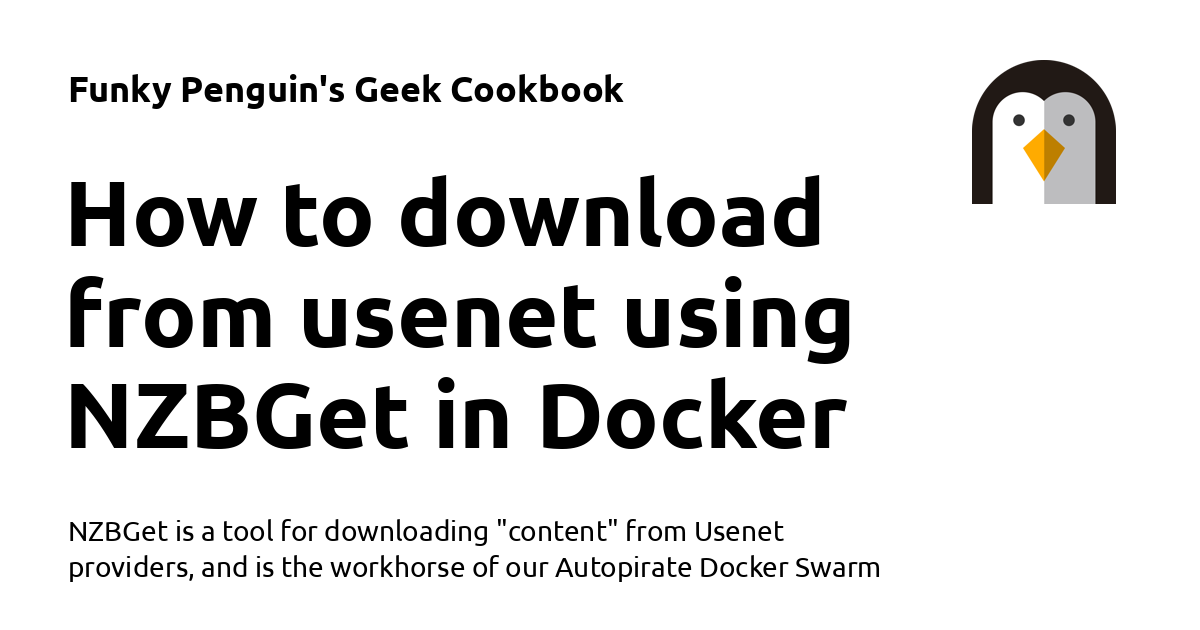 Funky Penguin's Geek Cookbook
How to download
from usenet using
NZBGet in Docker
NZBGet is a tool for downloading "content" from Usenet
providers, and is the workhorse of our Autopirate Docker Swarm